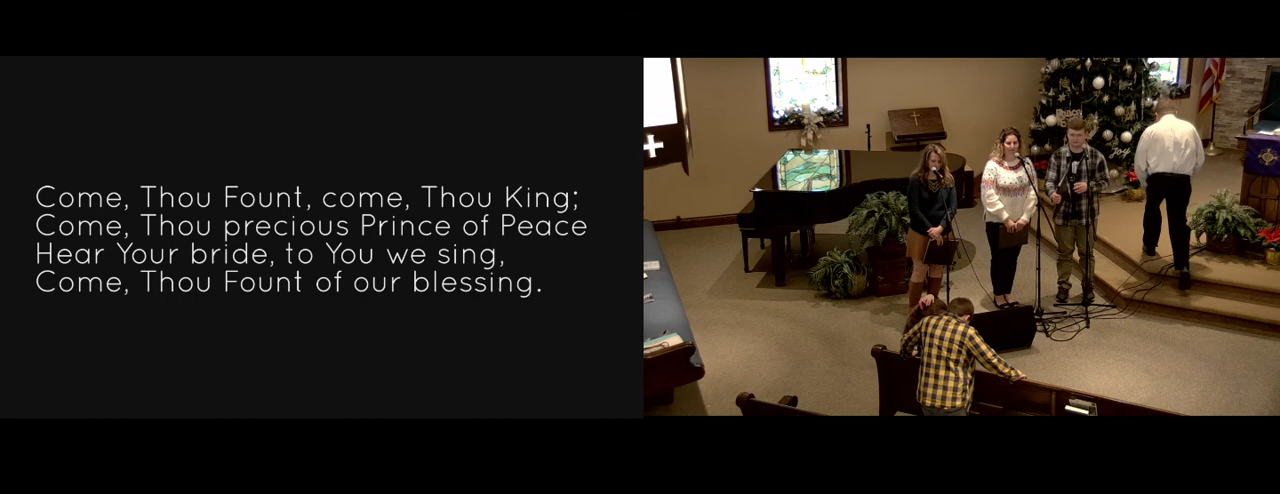 Come, Thou Fount, come, Thou King;
Come, Thou precious Prince of Peace
Hear Your bride, to You we sing,
Come, Thou Fount of our blessing.
Joy